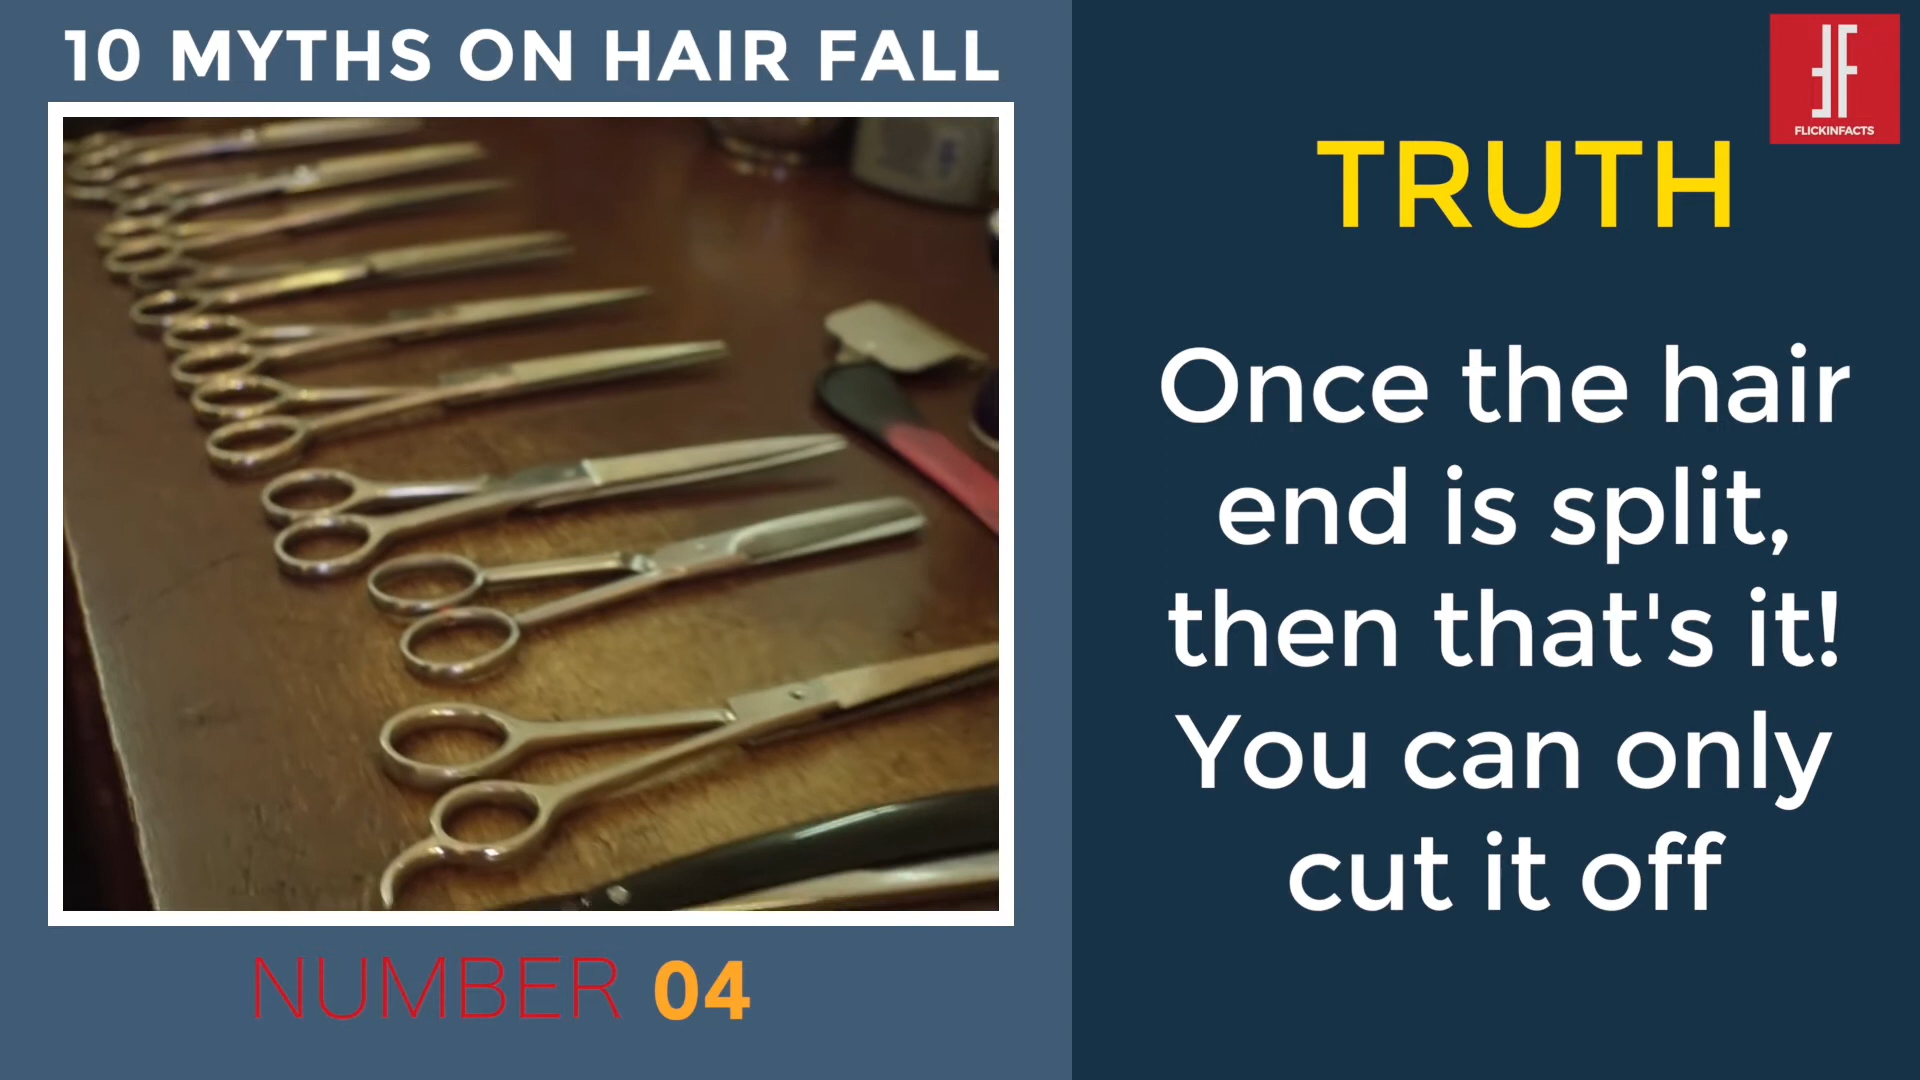 10 MYTHS ON HAIR FALL
FLICKINFACTS
TRUTH
Once the hair
end is split,
then that's it!
You can only
cut it off
NUMBER 04